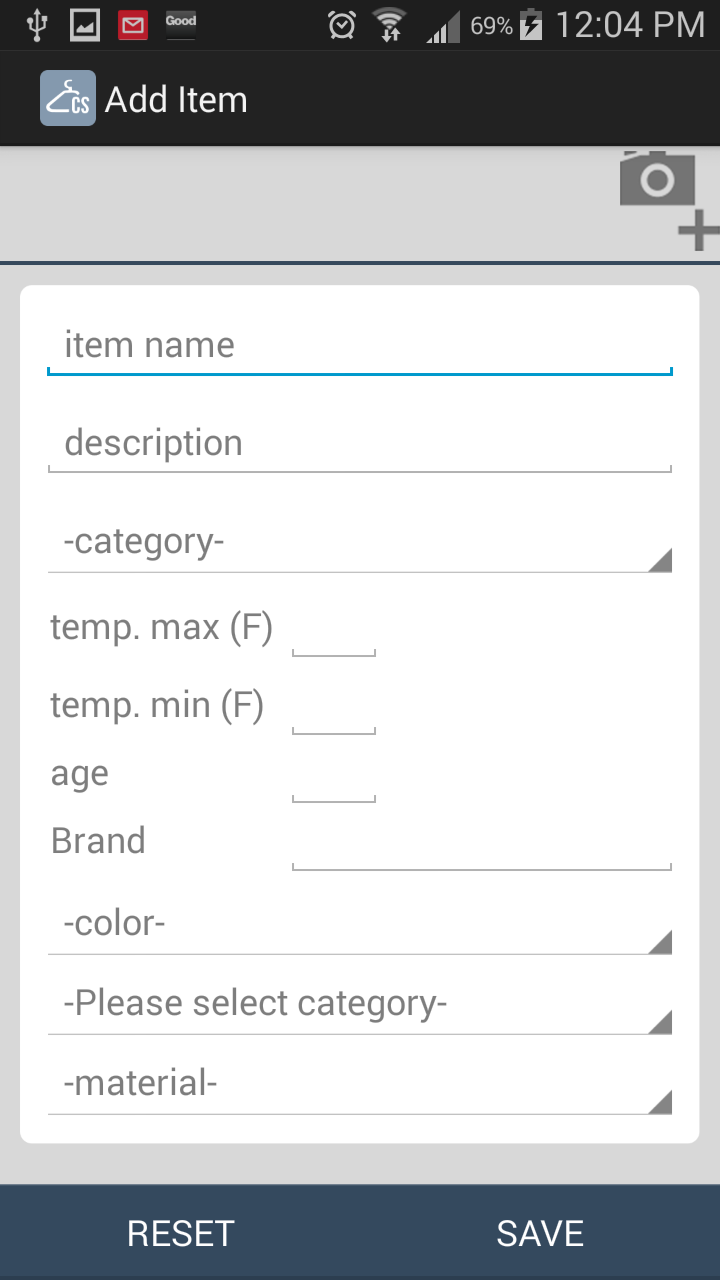 Good 69% 12:04 PM
CS Add Item
item name
description
-category-
temp. max (F)
temp. min (F)
age
Brand
-color-
-Please select category-
-material-
RESET SAVE